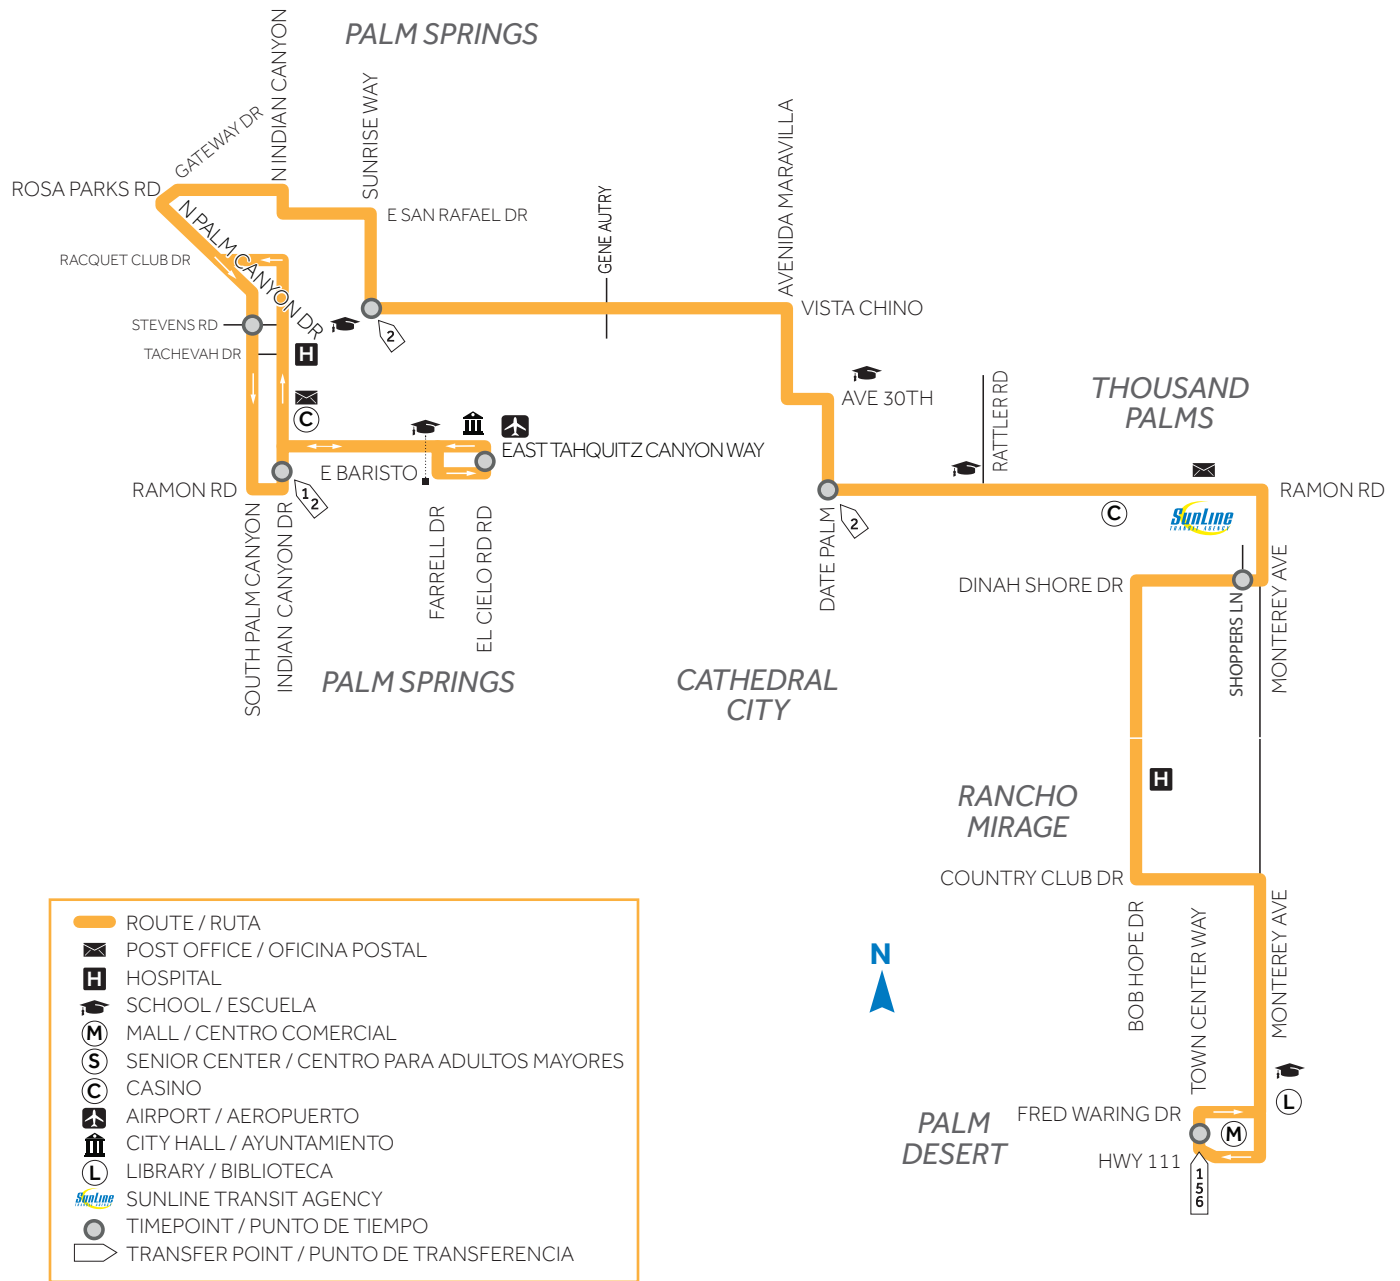 PALM SPRINGS
N INDIAN CANYON
SUNRISE WAY
GATEWAY DR
AVENIDA MARAVILLA
ROSA PARKS RD
N PALM CANYON DR
E SAN RAFAEL DR
GENE AUTRY
RACQUET CLUB DR
STEVENS RD
TACHEVAH DR
VISTA CHINO
2
H
C
AVE 30TH
RATTLER RD
THOUSAND
PALMS
EAST TAHQUITZ CANYON WAY
E BARISTO
RAMON RD
1
2
SOUTH PALM CANYON
INDIAN CANYON DR
FARRELL DR
EL CIELO RD RD
2
DATE PALM
C
SunLine
TRANSIT AGENCY
RAMON RD
DINAH SHORE DR
SHOPPERS LN
MONTEREY AVE
PALM SPRINGS
CATHEDRAL
CITY
RANCHO
MIRAGE
H
COUNTRY CLUB DR
BOB HOPE DR
TOWN CENTER WAY
MONTEREY AVE
N
L
FRED WARING DR
M
PALM
DESERT
HWY 111
1
5
6
ROUTE / RUTA
POST OFFICE / OFICINA POSTAL
H HOSPITAL
SCHOOL / ESCUELA
M MALL / CENTRO COMERCIAL
S SENIOR CENTER / CENTRO PARA ADULTOS MAYORES
C CASINO
AIRPORT / AEROPUERTO
CITY HALL / AYUNTAMIENTO
L LIBRARY / BIBLIOTECA
SunLine SUNLINE TRANSIT AGENCY
TIMEPOINT / PUNTO DE TIEMPO
TRANSFER POINT / PUNTO DE TRANSFERENCIA